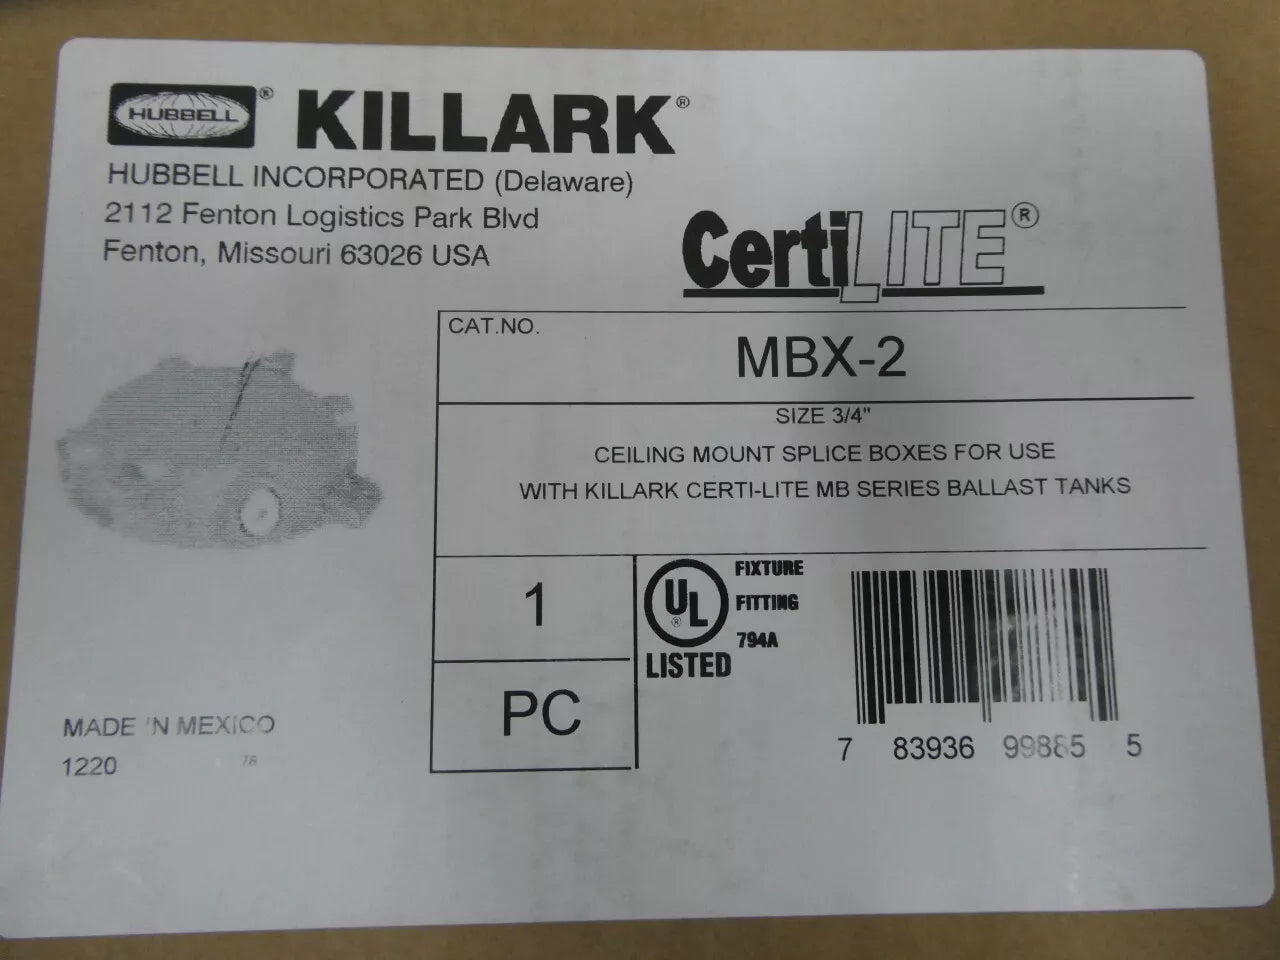 HUBBELL ® KILLARK®
HUBBELL INCORPORATED (Delaware)
2112 Fenton Logistics Park Blvd
Fenton, Missouri 63026 USA
CertiLITE®
CAT.NO.
MBX-2
SIZE 3/4"
CEILING MOUNT SPLICE BOXES FOR USE
WITH KILLARK CERTI-LITE MB SERIES BALLAST TANKS
1
PC
UL ®
LISTED
FIXTURE
FITTING
794A
7 83936 99885 5
MADE 'N MEXICO
1220 78